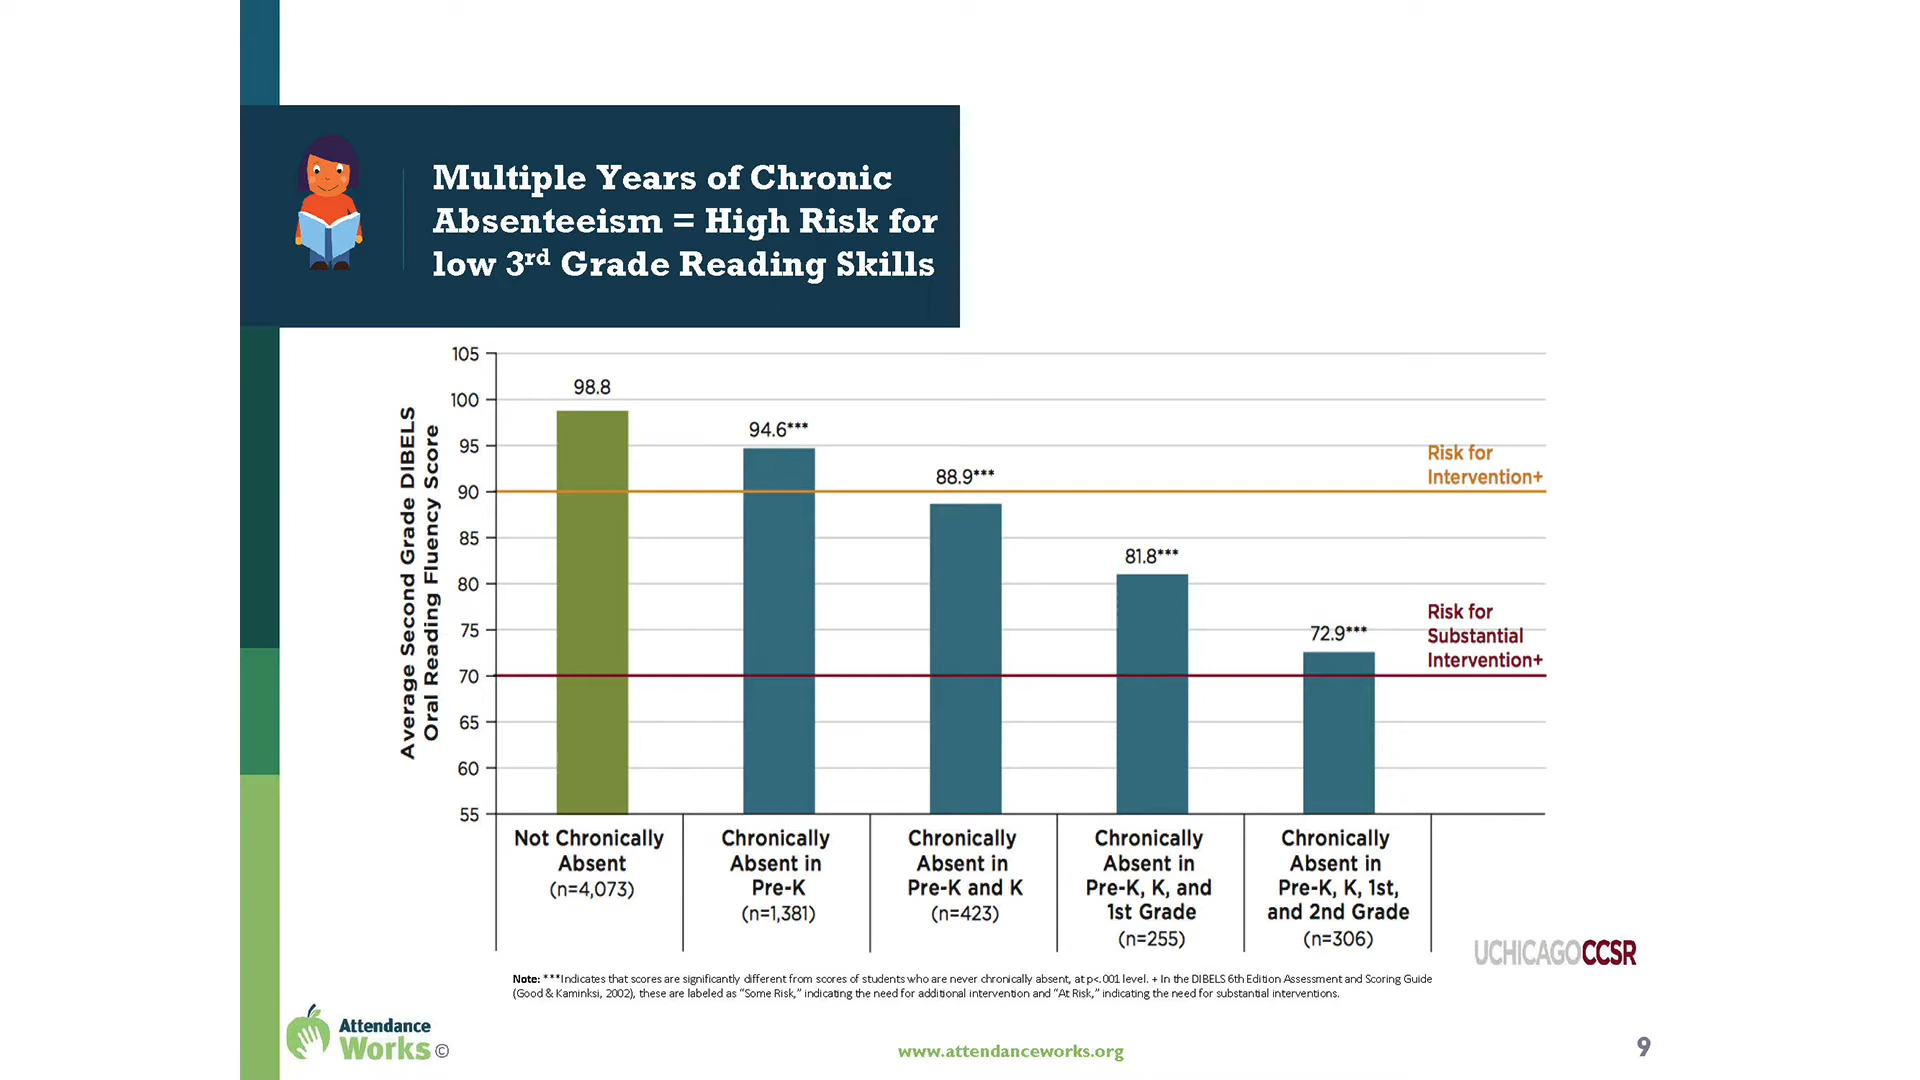 Multiple Years of Chronic
Absenteeism = High Risk for
low 3rd Grade Reading Skills
Average Second Grade DIBELS
Oral Reading Fluency Score
105
100
95
90
85
80
75
70
65
60
55
98.8
94.6***
88.9***
81.8***
72.9***
Risk for
Intervention+
Risk for
Substantial
Intervention+
Not Chronically
Absent
(n=4,073)
Chronically
Absent in
Pre-K
(n=1,381)
Chronically
Absent in
Pre-K and K
(n=423)
Chronically
Absent in
Pre-K, K, and
1st Grade
(n=255)
Chronically
Absent in
Pre-K, K, 1st,
and 2nd Grade
(n=306)
UCHICAGOCCSR
Note: ***Indicates that scores are significantly different from scores of students who are never chronically absent, at p<.001 level. + In the DIBELS 6th Edition Assessment and Scoring Guide
(Good & Kaminksi, 2002), these are labeled as “Some Risk,” indicating the need for additional intervention and “At Risk,” indicating the need for substantial interventions.
Attendance
Works ©
www.attendanceworks.org
9